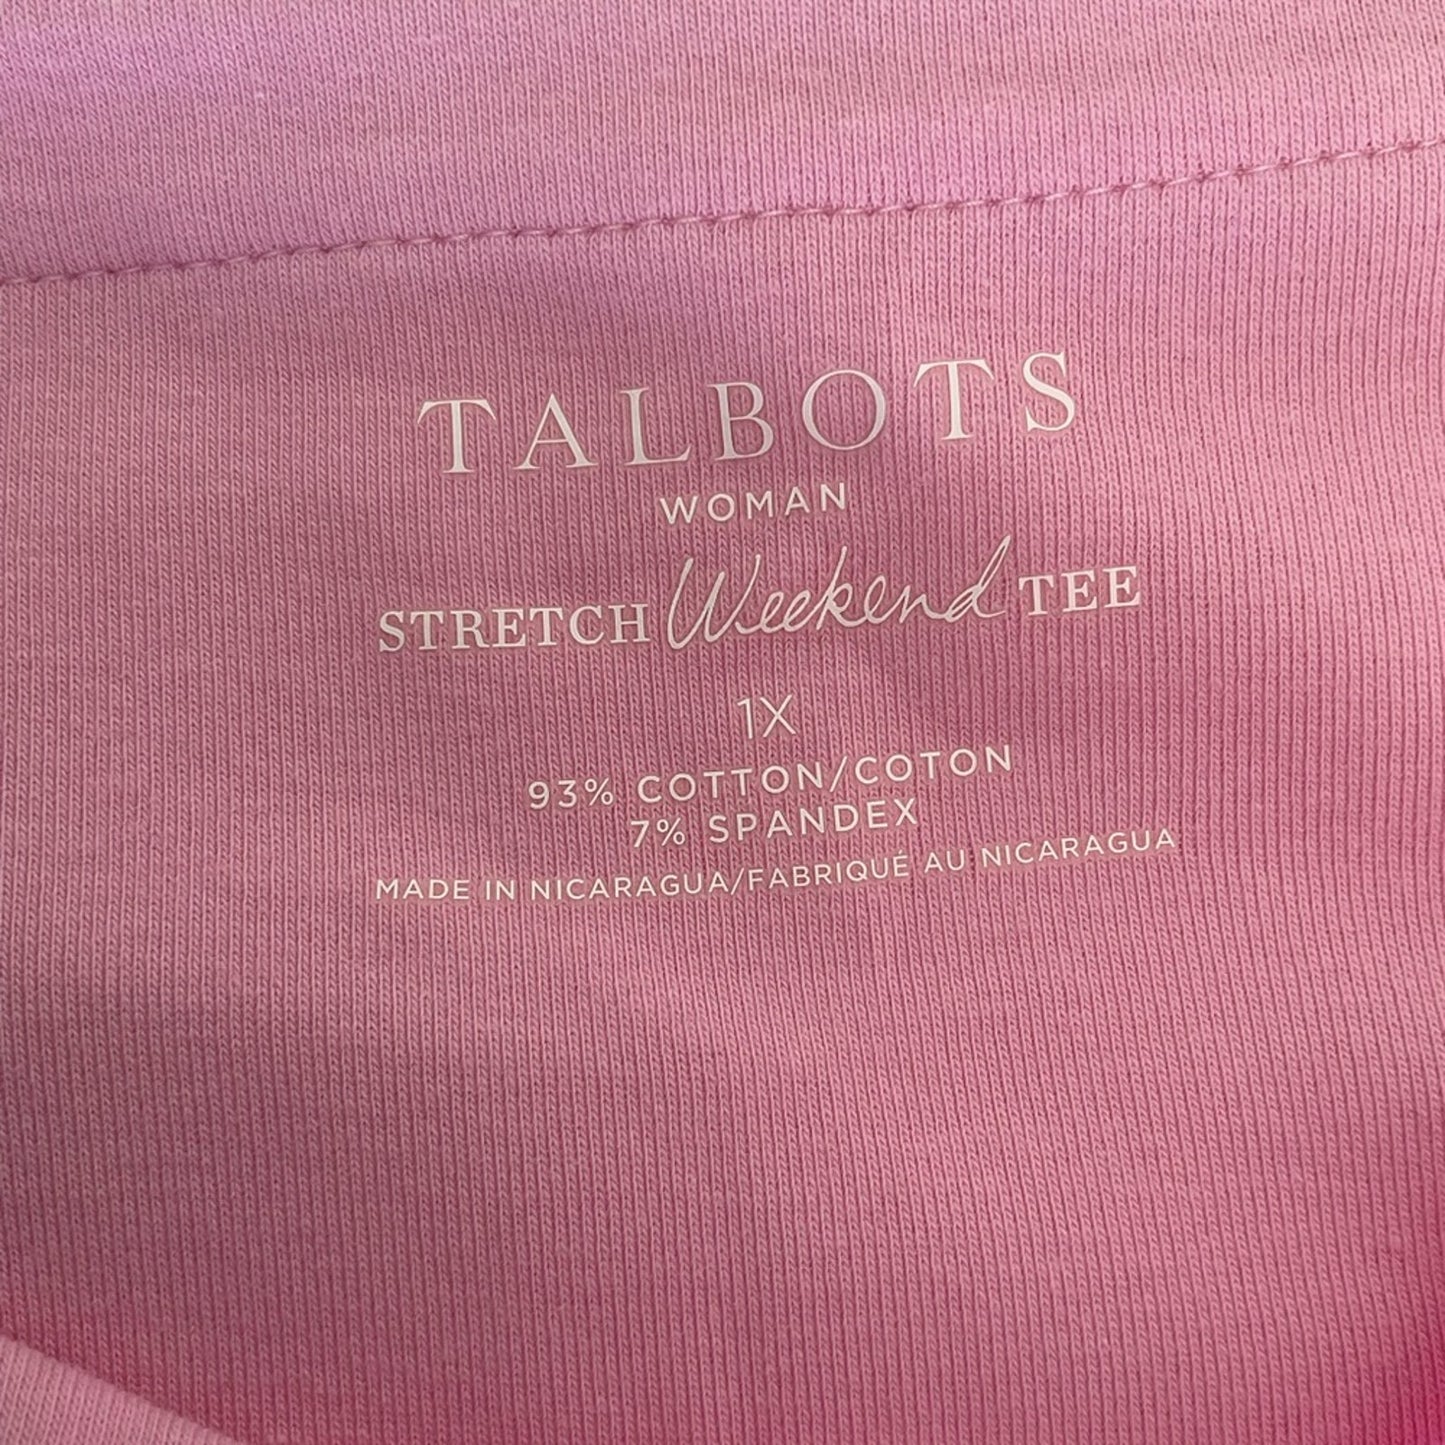 TALBOTS
WOMAN
STRETCH Weekend TEE
1X
93% COTTON/COTON
7% SPANDEX
MADE IN NICARAGUA/FABRIQUÉ AU NICARAGUA